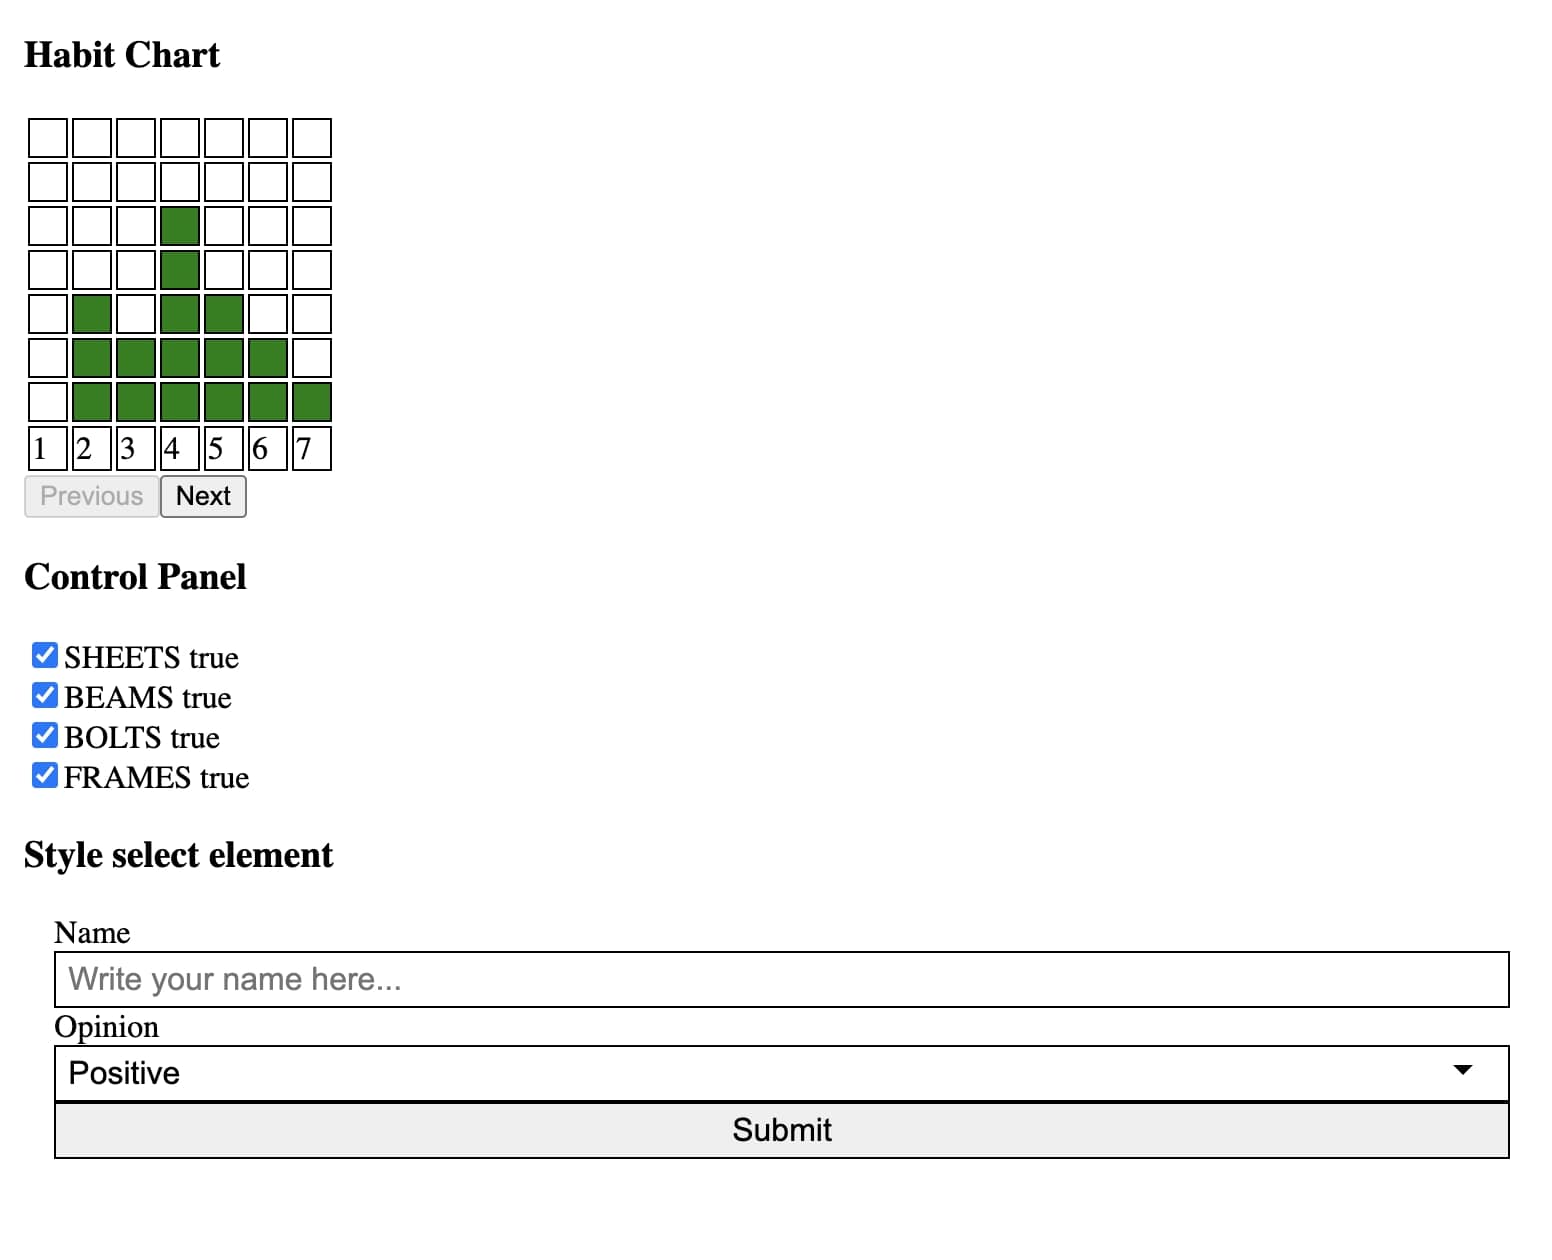 Habit Chart
1 2 3 4 5 6 7
Previous Next
Control Panel
SHEETS true
BEAMS true
BOLTS true
FRAMES true
Style select element
Name
Write your name here...
Opinion
Positive
Submit